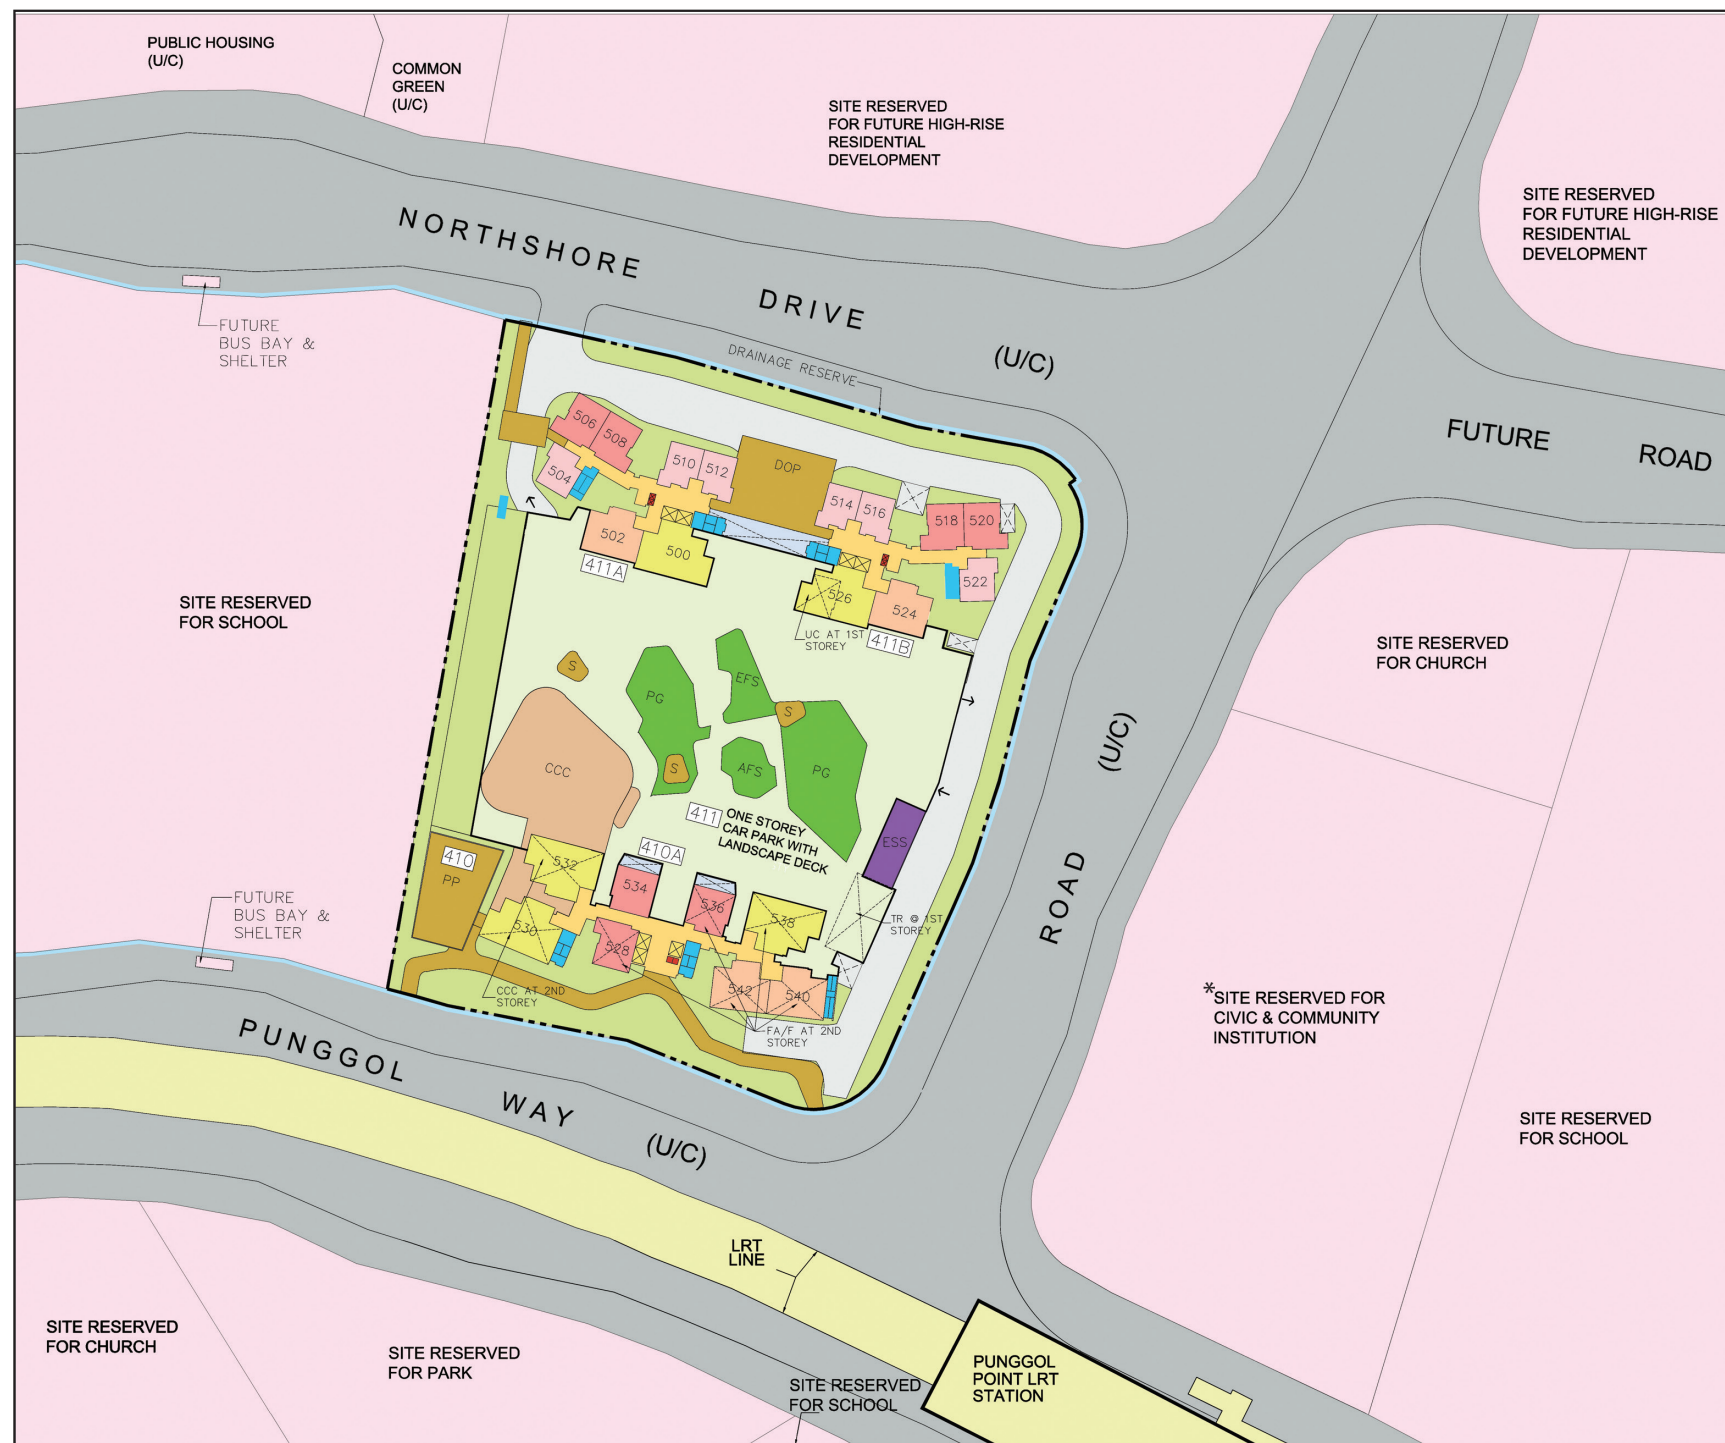 PUBLIC HOUSING
(U/C)
COMMON
GREEN
(U/C)
SITE RESERVED
FOR FUTURE HIGH-RISE
RESIDENTIAL
DEVELOPMENT
SITE RESERVED
FOR FUTURE HIGH-RISE
RESIDENTIAL
DEVELOPMENT
NORTHSHORE DRIVE (U/C)
FUTURE
BUS BAY &
SHELTER
DRAINAGE RESERVE
FUTURE ROAD
506
508
504
510
512
DOP
514
516
518
520
502
500
411A
522
526
524
UC AT 1ST
STOREY
411B
SITE RESERVED
FOR SCHOOL
SITE RESERVED
FOR CHURCH
S
PG
EFS
S
CCC
S
AFS
PG
ROAD (U/C)
411
ONE STOREY
CAR PARK WITH
LANDSCAPE DECK
ESS
410
PP
532
410A
534
536
538
530
528
542
540
TR @ 1ST
STOREY
CCC AT 2ND
STOREY
FA/F AT 2ND
STOREY
FUTURE
BUS BAY &
SHELTER
*SITE RESERVED FOR
CIVIC & COMMUNITY
INSTITUTION
PUNGGOL WAY (U/C)
SITE RESERVED
FOR SCHOOL
LRT
LINE
SITE RESERVED
FOR CHURCH
SITE RESERVED
FOR PARK
SITE RESERVED
FOR SCHOOL
PUNGGOL
POINT LRT
STATION